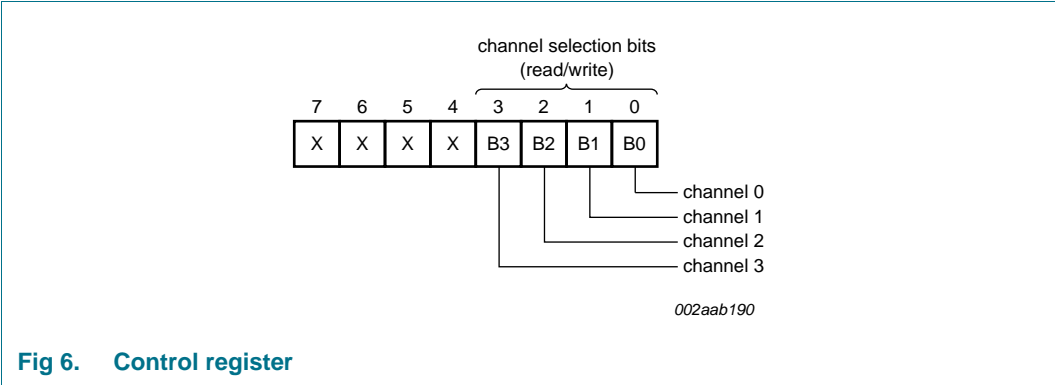 channel selection bits
(read/write)
7 6 5 4 3 2 1 0
X X X X B3 B2 B1 B0
channel 0
channel 1
channel 2
channel 3
002aab190
Fig 6. Control register